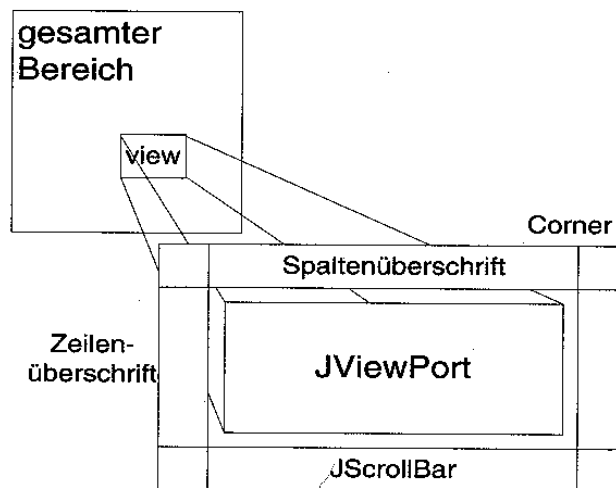 gesamter
Bereich
view
Corner
Spaltenüberschrift
Zeilen-
überschrift
JViewPort
JScrollBar